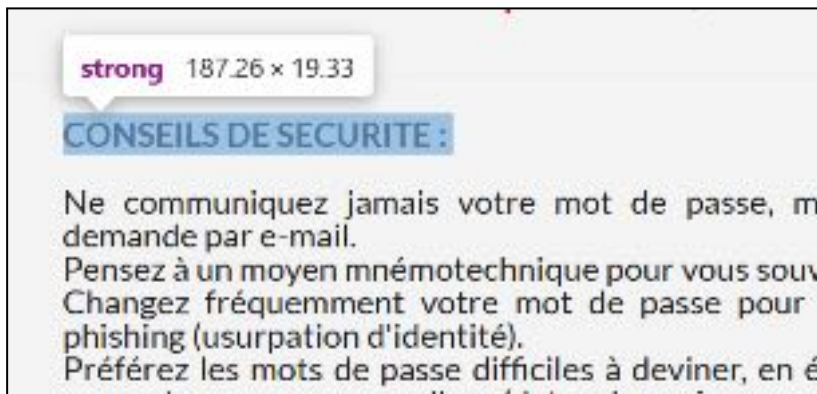 strong 187.26 × 19.33
CONSEILS DE SECURITE :
Ne communiquez jamais votre mot de passe, m
demande par e-mail.
Pensez à un moyen mnémotechnique pour vous souv
Changez fréquemment votre mot de passe pour
phishing (usurpation d'identité).
Préférez les mots de passe difficiles à deviner, en é